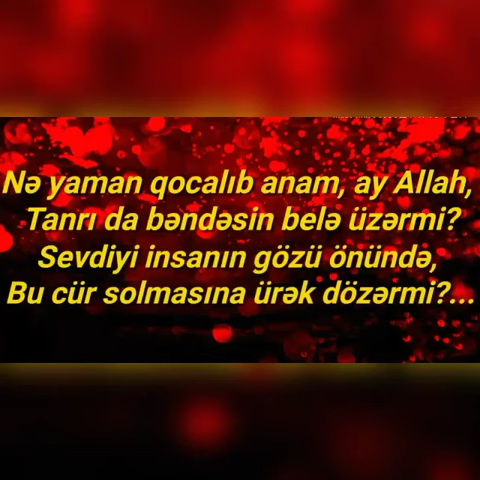 Nə yaman qocalıb anam, ay Allah,
Tanrı da bəndəsin belə üzərmi?
Sevdiyi insanın gözü önündə,
Bu cür solmasına ürək dözərmi?...